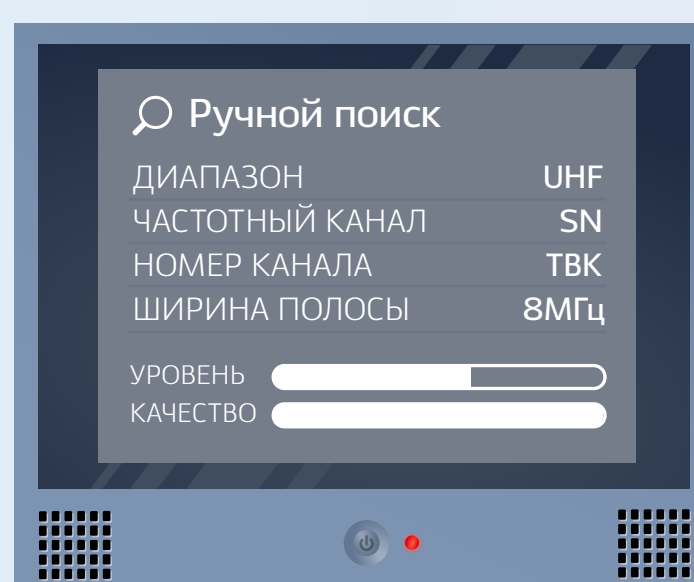 Ручной поиск
ДИАПАЗОН UHF
ЧАСТОТНЫЙ КАНАЛ SN
НОМЕР КАНАЛА ТВК
ШИРИНА ПОЛОСЫ 8МГц
УРОВЕНЬ
КАЧЕСТВО